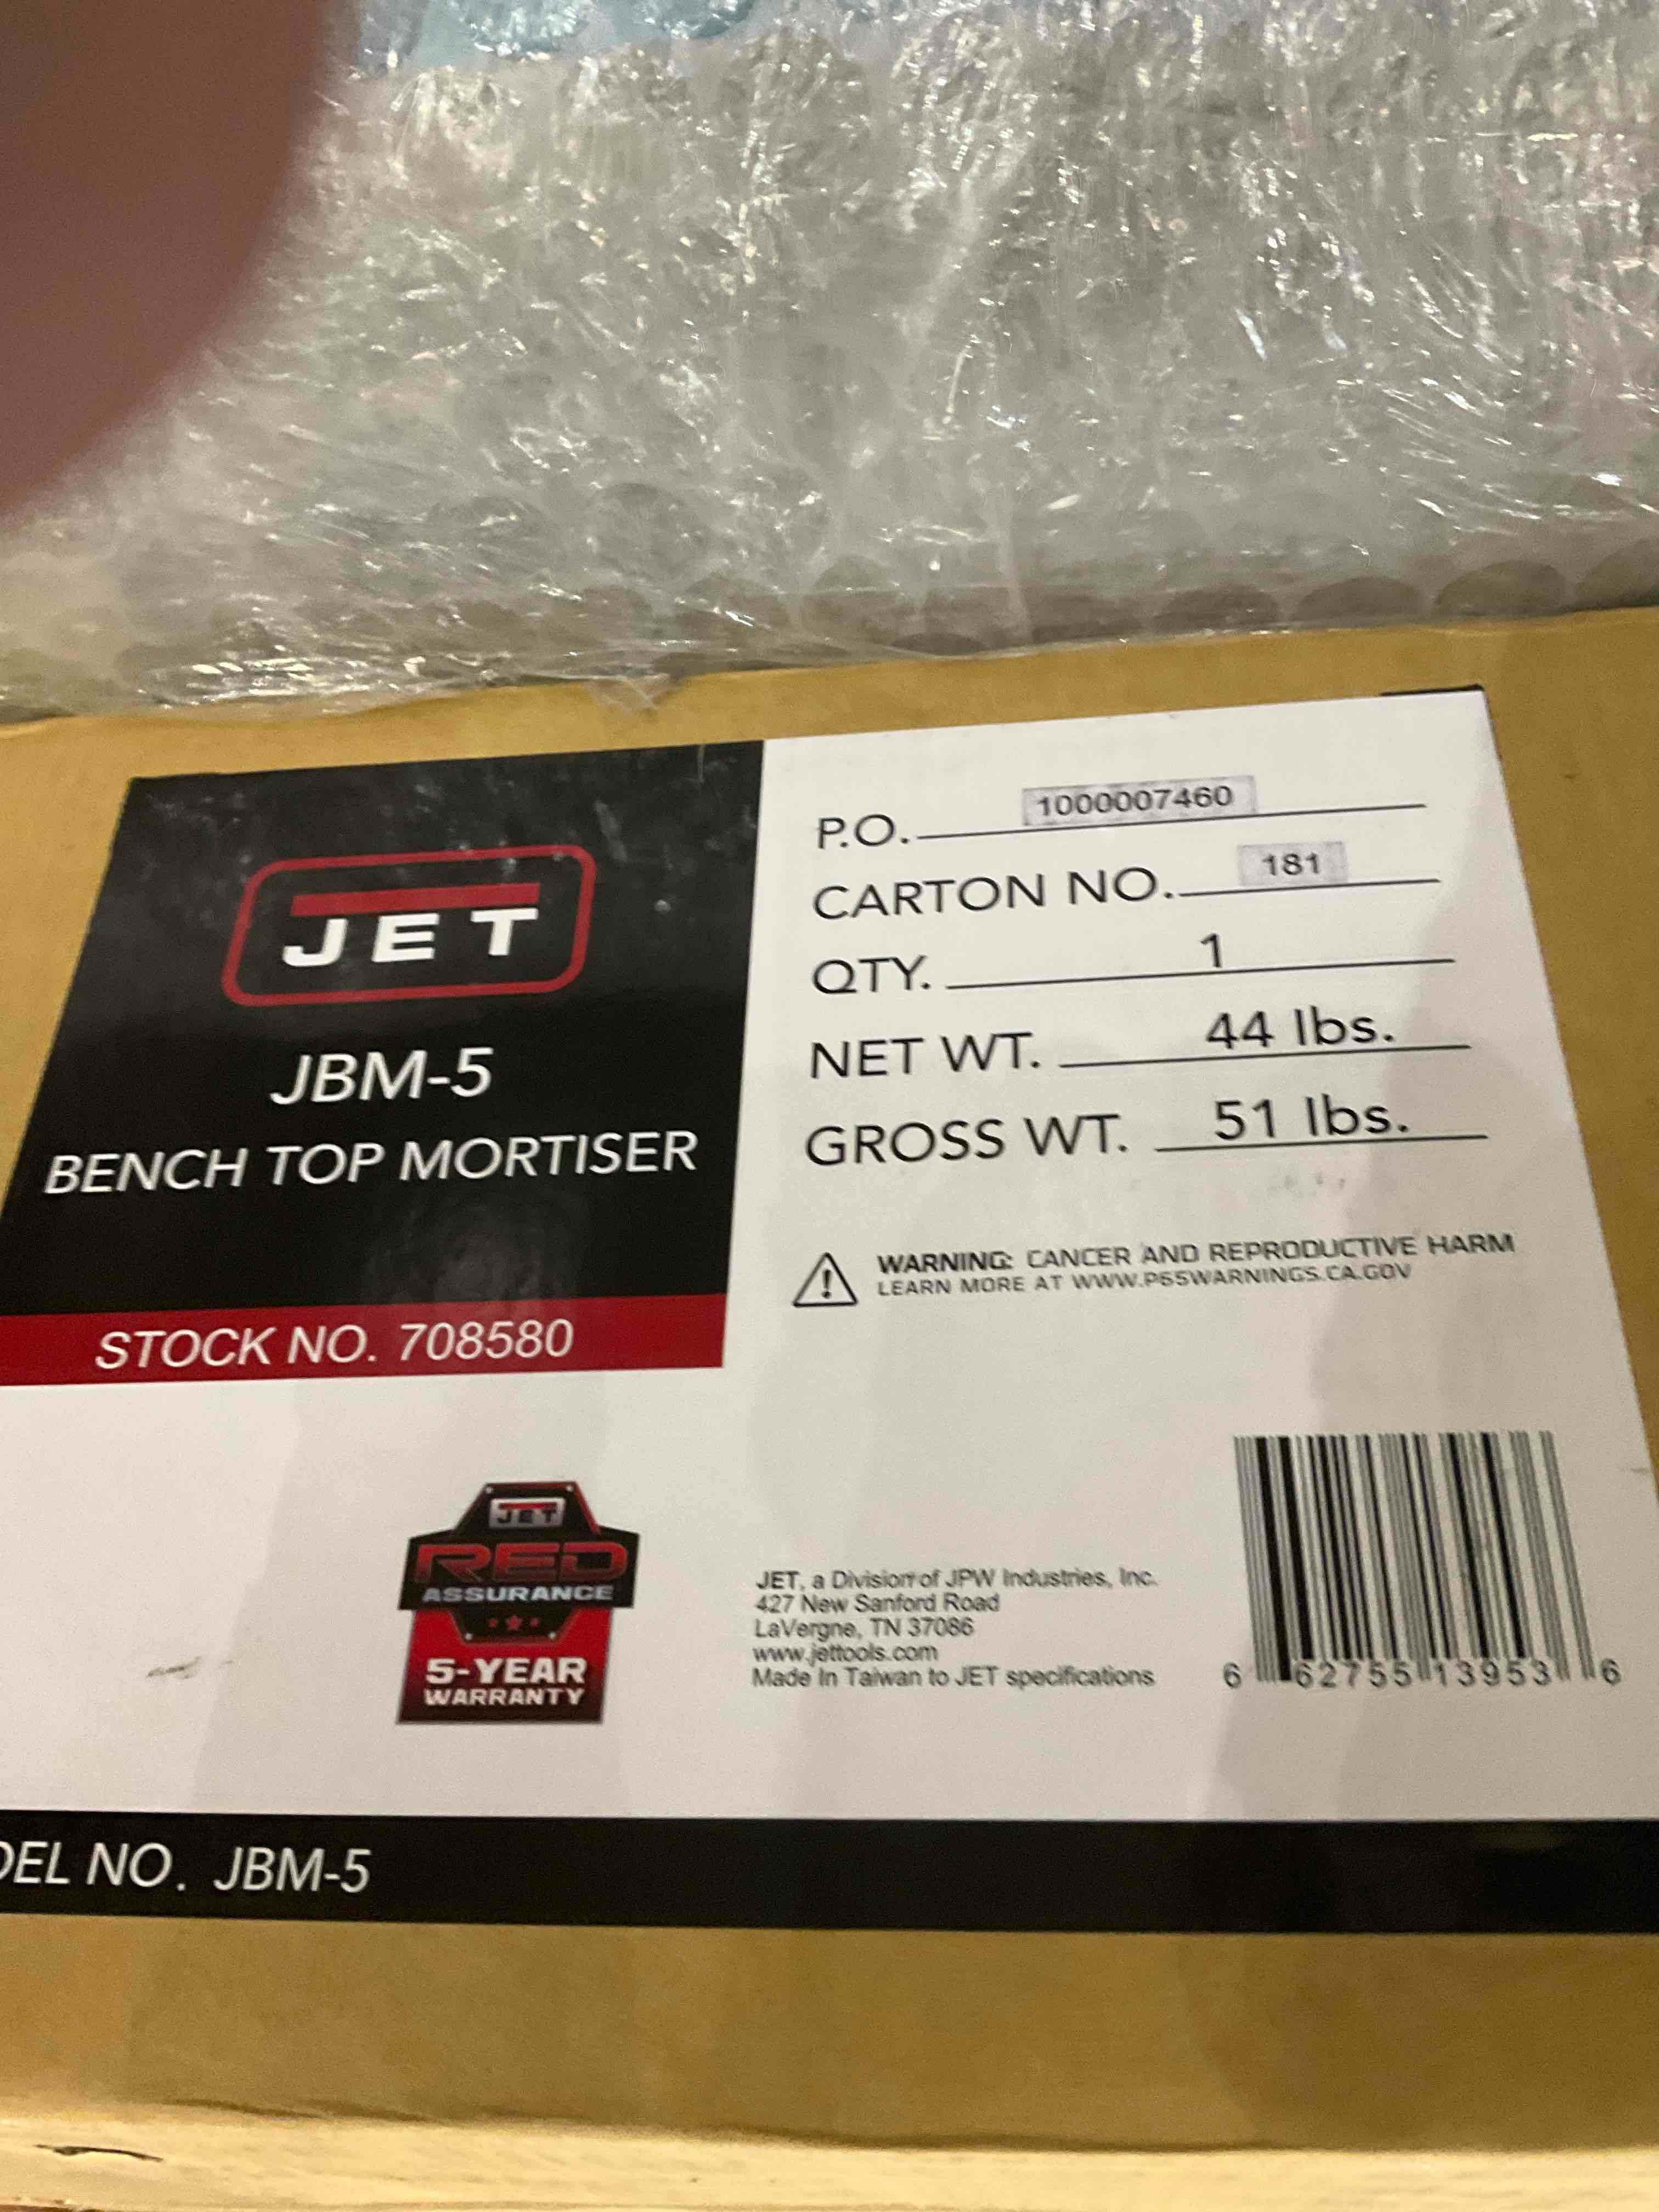 JET
JBM-5
BENCH TOP MORTISER
STOCK NO. 708580
P.O. 1000007460
CARTON NO. 181
QTY. 1
NET WT. 44 lbs.
GROSS WT. 51 lbs.
WARNING: CANCER AND REPRODUCTIVE HARM
LEARN MORE AT WWW.P65WARNINGS.CA.GOV
JET
RED
ASSURANCE
5-YEAR
WARRANTY
JET, a Division of JPW Industries, Inc.
427 New Sanford Road
LaVergne, TN 37086
www.jettools.com
Made In Taiwan to JET specifications
6 62755 13953 6
DEL NO. JBM-5